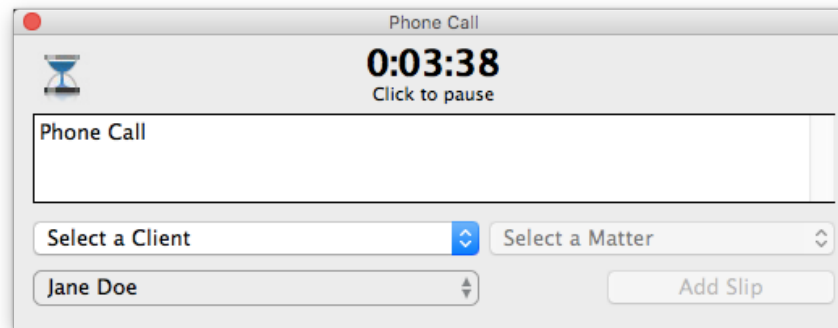 Phone Call
0:03:38
Click to pause
Phone Call
Select a Client
Select a Matter
Jane Doe
Add Slip